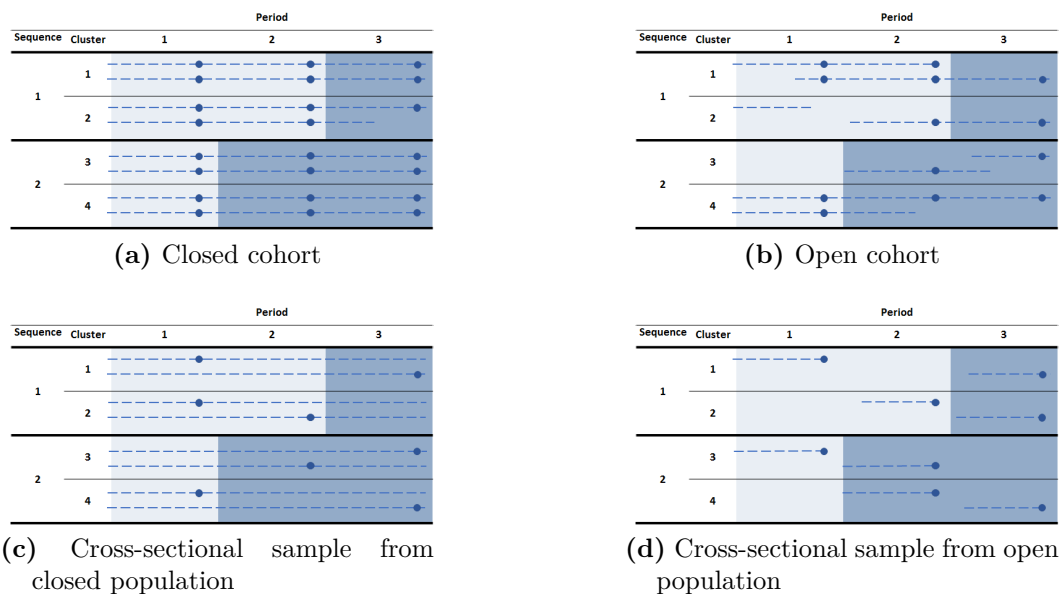 Period
Sequence Cluster 1 2 3
1
1
2
3
2
4
(a) Closed cohort
Period
Sequence Cluster 1 2 3
1
1
2
3
2
4
(b) Open cohort
Period
Sequence Cluster 1 2 3
1
1
2
3
2
4
(c) Cross-sectional sample from
closed population
Period
Sequence Cluster 1 2 3
1
1
2
3
2
4
(d) Cross-sectional sample from open
population